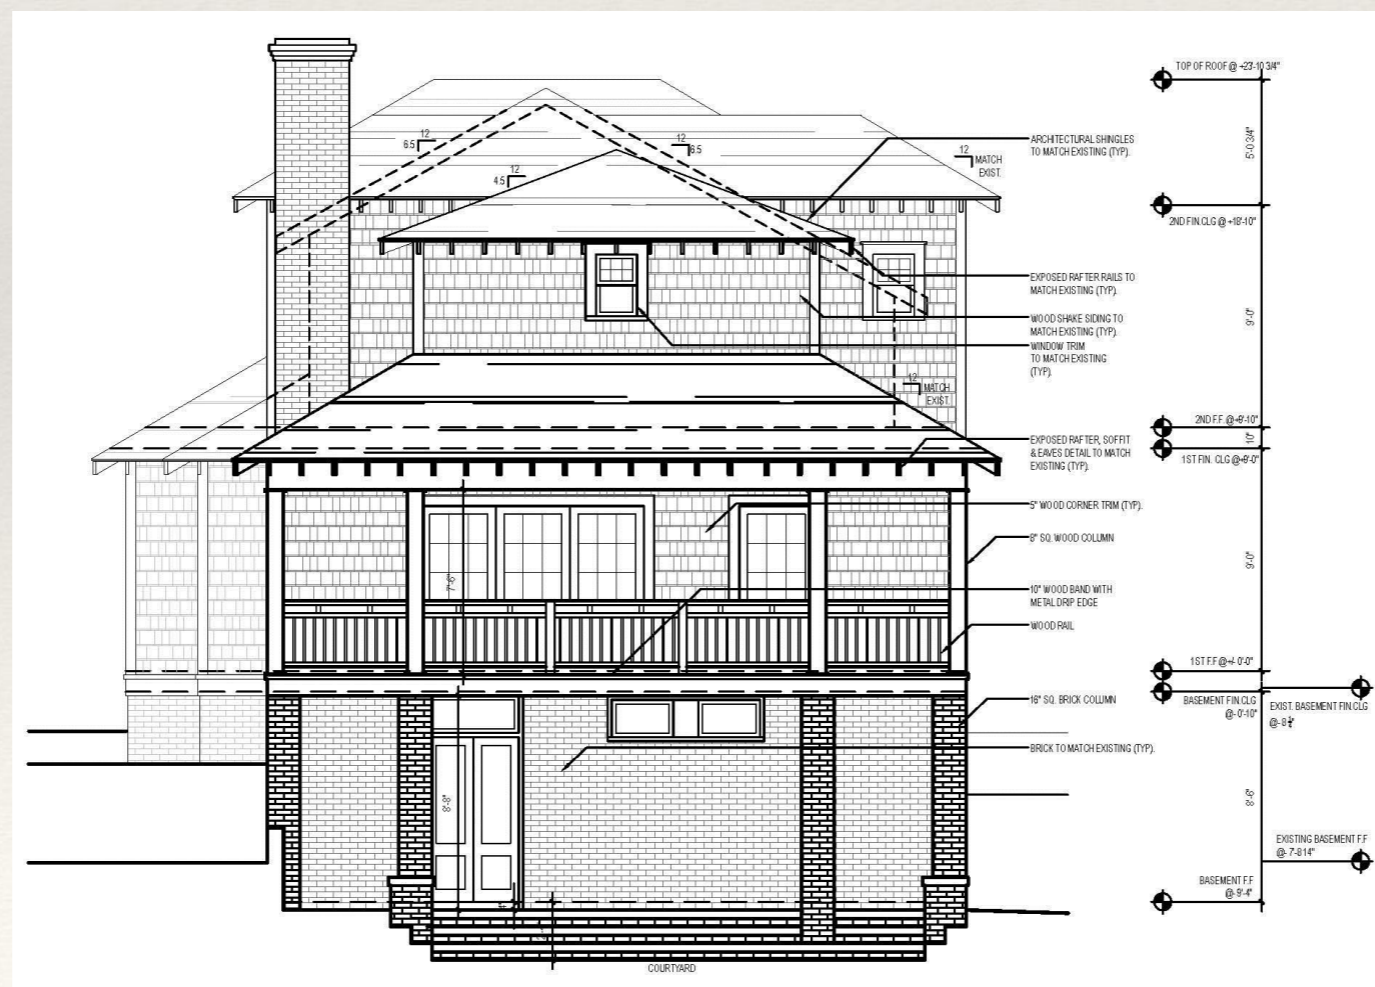 TOP OF ROOF @ +23'-10 3/4"
12
6.5
12
6.5
12
4.5
12
MATCH
EXIST.
ARCHITECTURAL SHINGLES
TO MATCH EXISTING (TYP).
5'-0 3/4"
2ND FIN.CLG @ +18'-10"
EXPOSED RAFTER RAILS TO
MATCH EXISTING (TYP).
WOOD SHAKE SIDING TO
MATCH EXISTING (TYP).
WINDOW TRIM
TO MATCH EXISTING
(TYP).
9'-0"
12
MATCH
EXIST.
2ND F.F. @+9'-10"
10"
1ST FIN. CLG @+9'-0"
EXPOSED RAFTER, SOFFIT
& EAVES DETAIL TO MATCH
EXISTING (TYP).
5" WOOD CORNER TRIM (TYP).
8" SQ. WOOD COLUMN
9'-0"
10" WOOD BAND WITH
METAL DRIP EDGE
WOOD RAIL
1ST F.F @+/- 0'-0"
BASEMENT FIN.CLG
@- 0'-10"
EXIST. BASEMENT FIN.CLG
16" SQ. BRICK COLUMN
BRICK TO MATCH EXISTING (TYP).
8'-8"
8'-6"
EXISTING BASEMENT F.F
@- 7'-8 1/4"
BASEMENT F.F
@- 9'-4"
COURTYARD